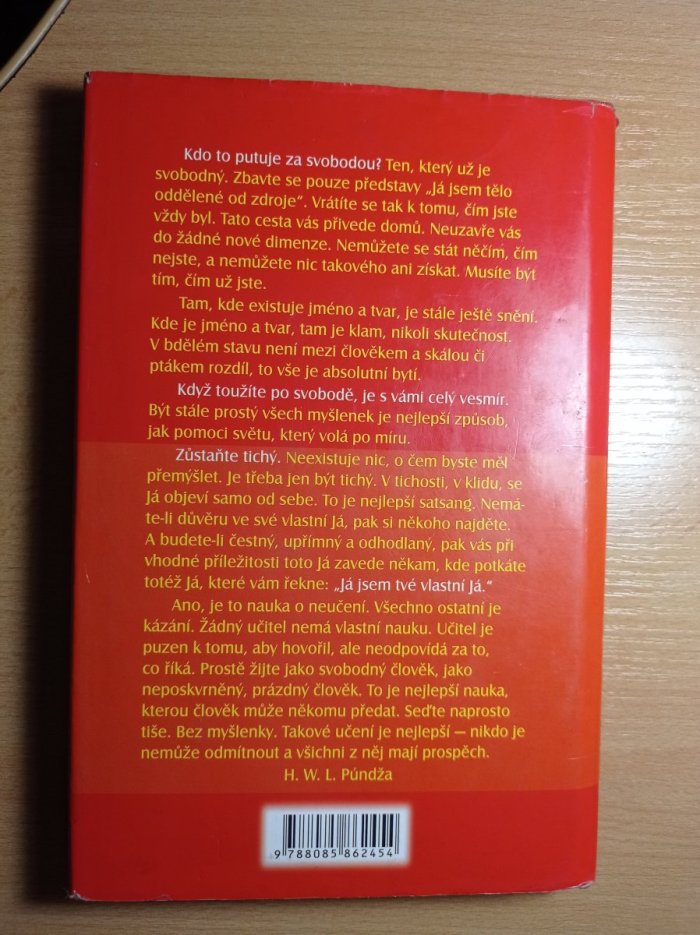 Kdo to putuje za svobodou? Ten, který už je
svobodný. Zbavte se pouze představy „Já jsem tělo
oddělené od zdroje“. Vrátíte se tak k tomu, čím jste
vždy byl. Tato cesta vás přivede domů. Neuzavře vás
do žádné nové dimenze. Nemůžete se stát něčím, čím
nejste, a nemůžete nic takového ani získat. Musíte být
tím, čím už jste.
Tam, kde existuje jméno a tvar, je stále ještě snění.
Kde je jméno a tvar, tam je klam, nikoli skutečnost.
V bdělém stavu není mezi člověkem a skálou či
ptákem rozdíl, to vše je absolutní bytí.
Když toužíte po svobodě, je s vámi celý vesmír.
Být stále prostý všech myšlenek je nejlepší způsob,
jak pomoci světu, který volá po míru.
Zůstaňte tichý. Neexistuje nic, o čem byste měl
přemýšlet. Je třeba jen být tichý. V tichosti, v klidu, se
Já objeví samo od sebe. To je nejlepší satsang. Nemá-
te-li důvěru ve své vlastní Já, pak si někoho najděte.
A budete-li čestný, upřímný a odhodlaný, pak vás při
vhodné příležitosti toto Já zavede někam, kde potkáte
totéž Já, které vám řekne: „Já jsem tvé vlastní Já.“
Ano, je to nauka o neučení. Všechno ostatní je
kázání. Žádný učitel nemá vlastní nauku. Učitel je
puzen k tomu, aby hovořil, ale neodpovídá za to,
co říká. Prostě žijte jako svobodný člověk, jako
neposkvrněný, prázdný člověk. To je nejlepší nauka,
kterou člověk může někomu předat. Seďte naprosto
tiše. Bez myšlenky. Takové učení je nejlepší — nikdo je
nemůže odmítnout a všichni z něj mají prospěch.
H. W. L. Púndža
9 788085 862454